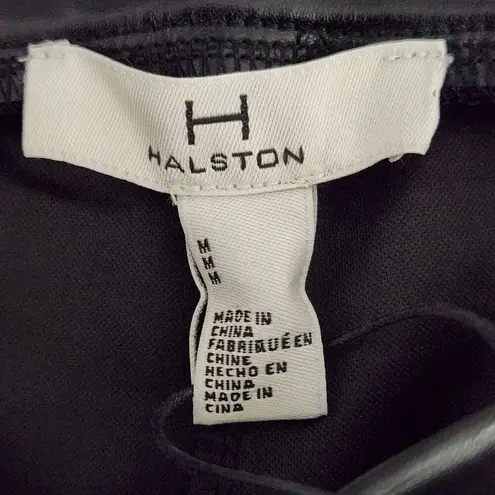 H
HALSTON
M
M
M
MADE IN
CHINA
FABRIQUÉ EN
CHINE
HECHO EN
CHINA
MADE IN
CINA